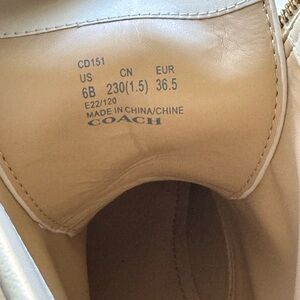 CD151
US CN EUR
6B 230(1.5) 36.5
E22/120
MADE IN CHINA/CHINE
COACH